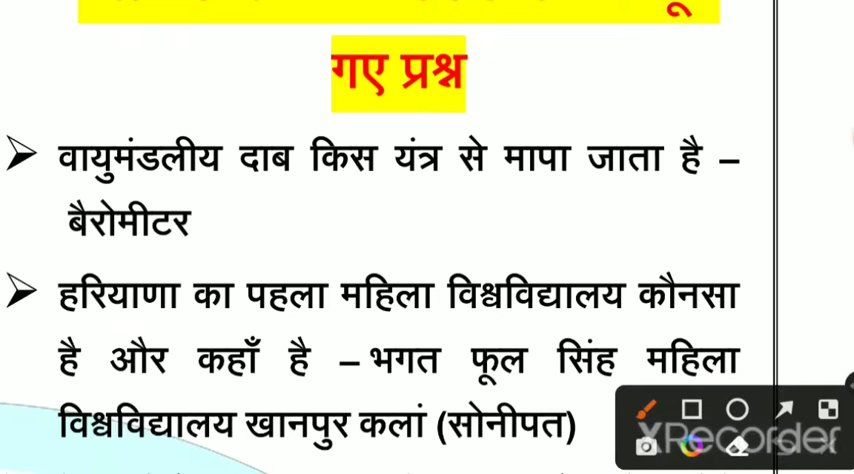 गए प्रश्न
➢ वायुमंडलीय दाब किस यंत्र से मापा जाता है –
बैरोमीटर
➢ हरियाणा का पहला महिला विश्वविद्यालय कौनसा
है और कहाँ है – भगत फूल सिंह महिला
विश्वविद्यालय खानपुर कलां (सोनीपत)
XRecorder